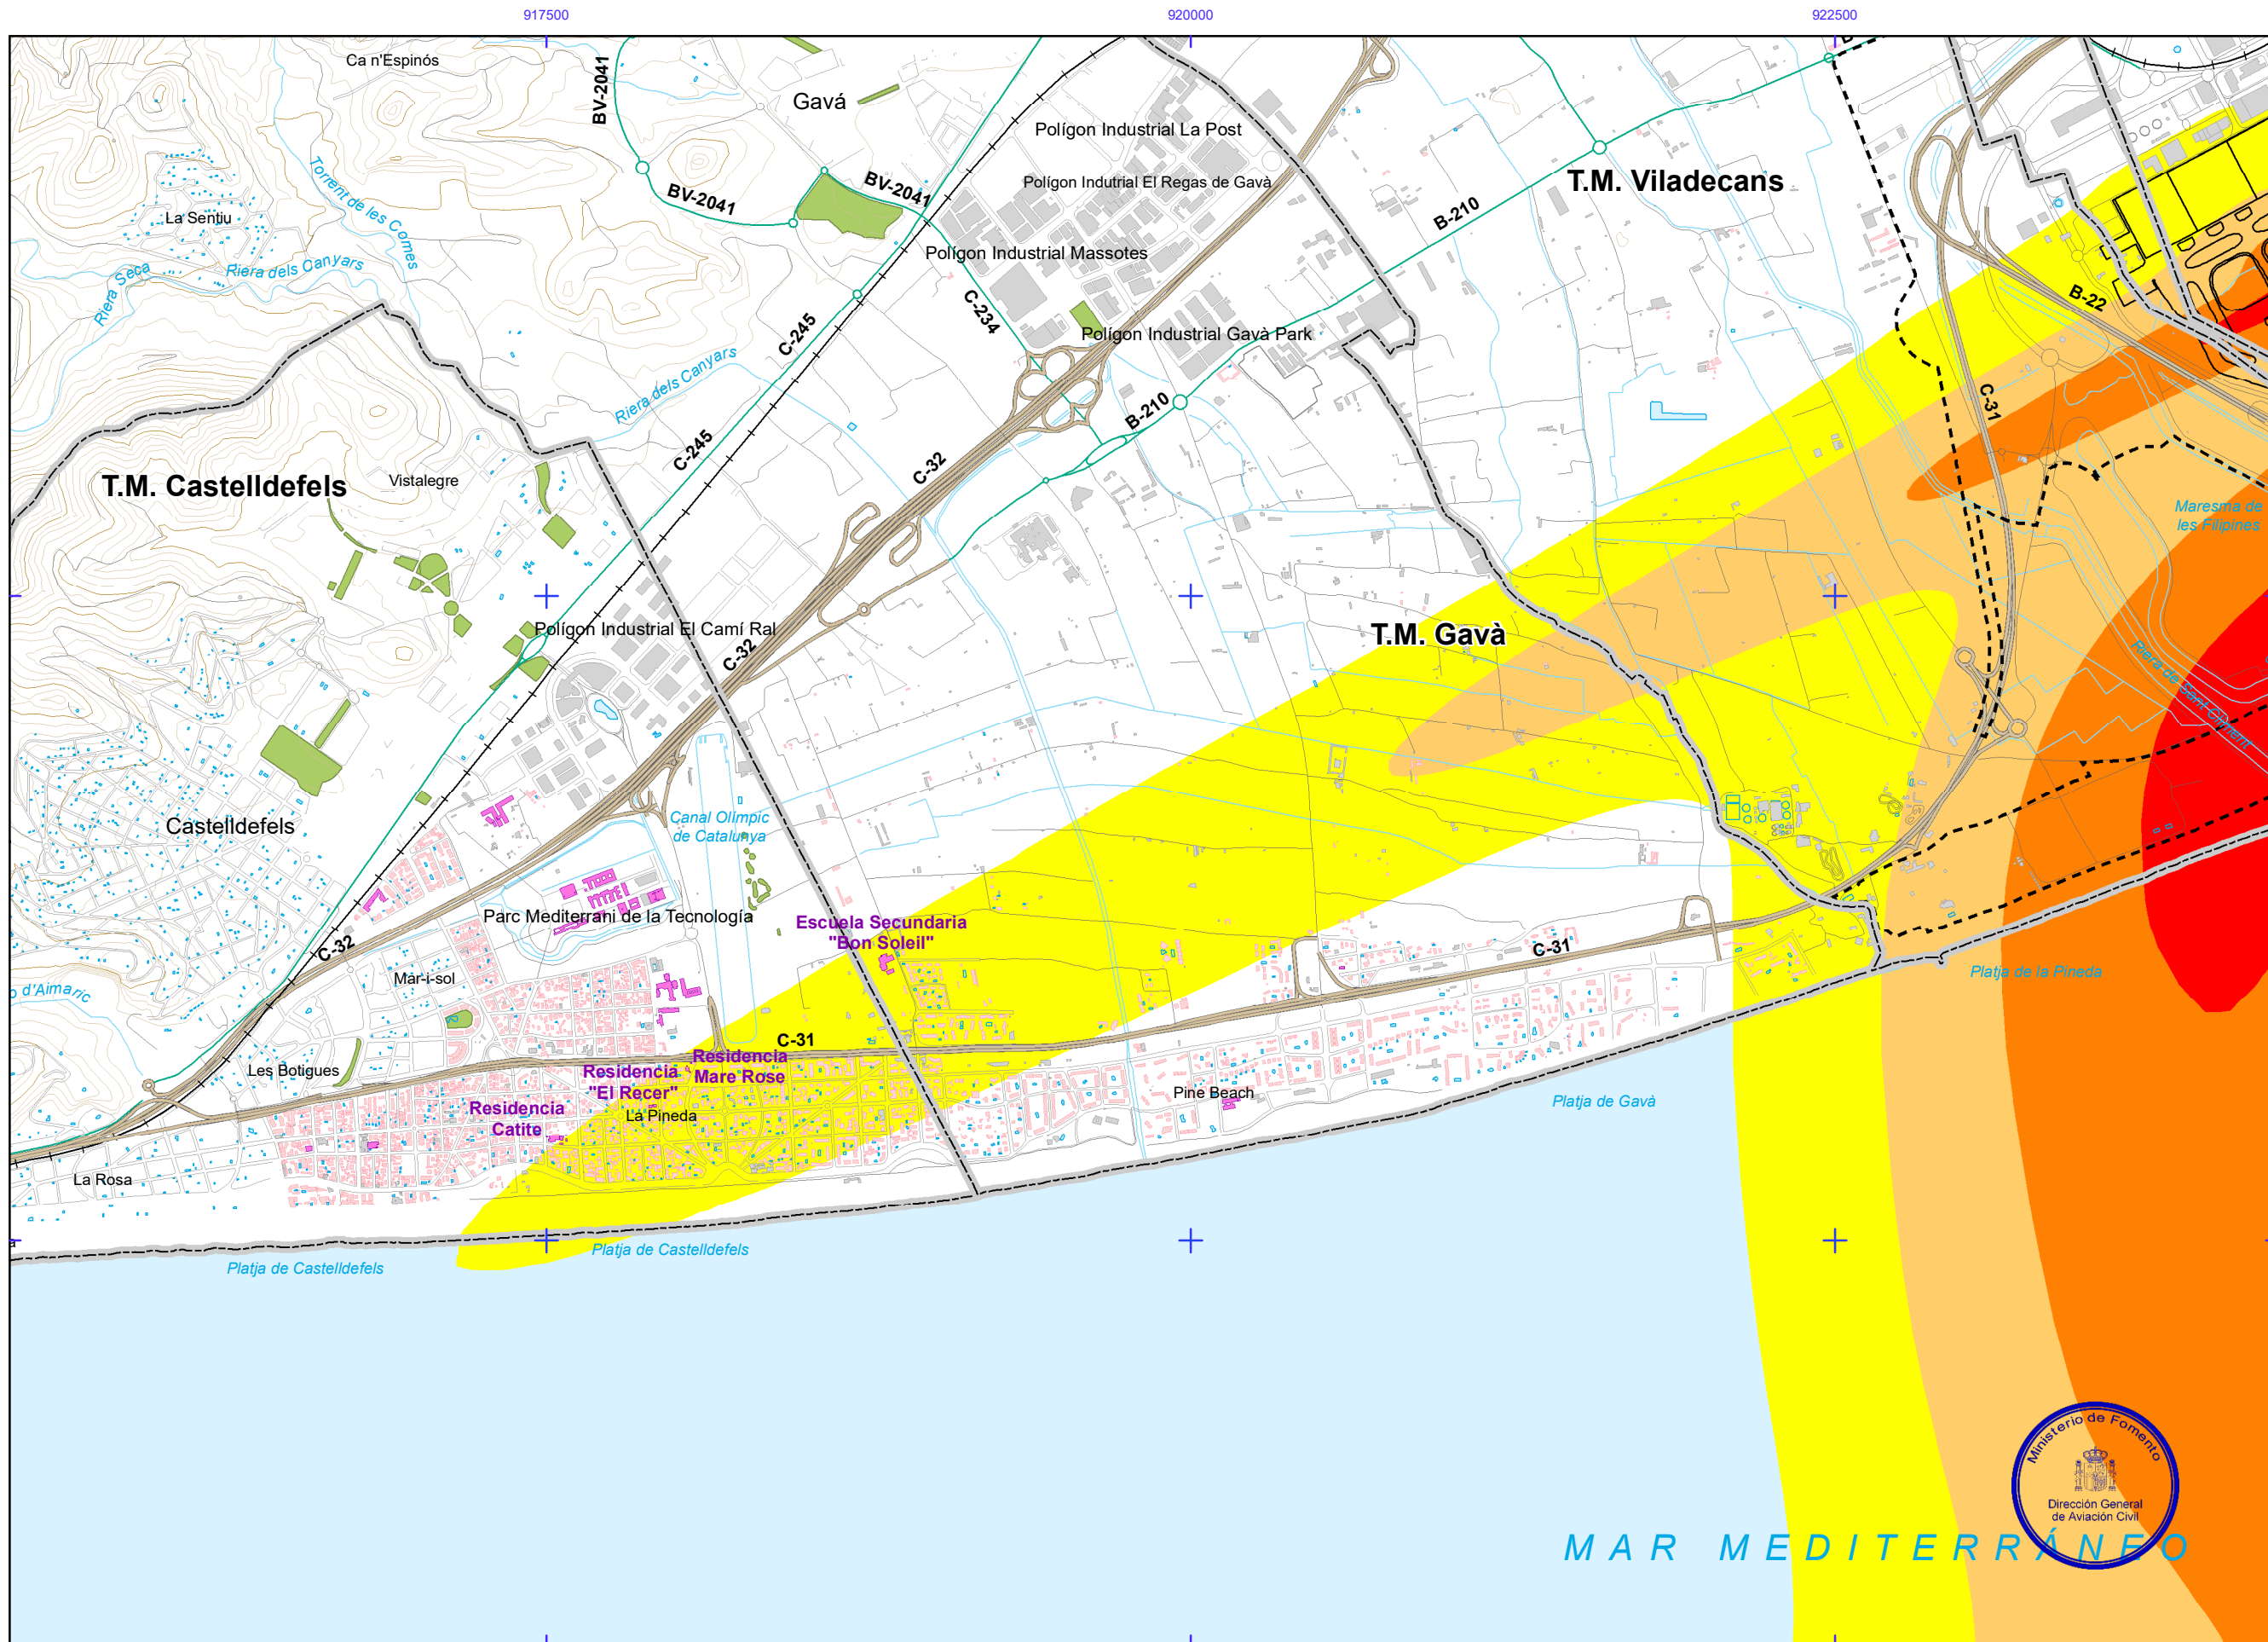 917500
920000
922500
Ca n'Espinós
BV-2041
Gavá
Polígon Industrial La Post
Polígon Indutrial El Regas de Gavà
T.M. Viladecans
BV-2041
BV-2041
B-210
Torrent de les Comes
La Sentiu
Riera Seca
Riera dels Canyars
Polígon Industrial Massotes
C-234
C-245
Polígon Industrial Gavà Park
B-22
Riera dels Canyars
B-210
C-31
C-245
C-32
T.M. Castelldefels
Vistalegre
Maresma de
les Filipines
Polígon Industrial El Camí Ral
C-32
T.M. Gavà
Riera de Sant Climent
Canal Olímpic
de Catalunya
Castelldefels
Parc Mediterrani de la Tecnología
Escuela Secundaria
"Bon Soleil"
C-32
C-31
Mar-i-sol
Platja de la Pineda
o d'Aimaric
C-31
Les Botigues
Residencia
Mare Rose
Residencia
"El Recer"
Residencia
Catite
La Pineda
Pine Beach
Platja de Gavà
La Rosa
a
Platja de Castelldefels
Platja de Castelldefels
Ministerio de Fomento
Dirección General
de Aviación Civil
MAR MEDITERRÁNEO